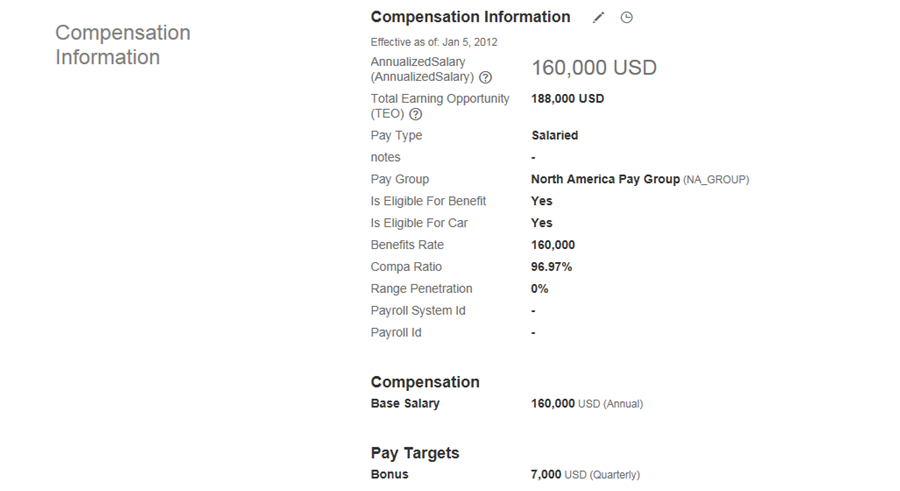 Compensation
Information
Compensation Information
Effective as of: Jan 5, 2012
AnnualizedSalary
(AnnualizedSalary) ? 160,000 USD
Total Earning Opportunity 188,000 USD
(TEO) ?
Pay Type Salaried
notes -
Pay Group North America Pay Group (NA_GROUP)
Is Eligible For Benefit Yes
Is Eligible For Car Yes
Benefits Rate 160,000
Compa Ratio 96.97%
Range Penetration 0%
Payroll System Id -
Payroll Id -
Compensation
Base Salary 160,000 USD (Annual)
Pay Targets
Bonus 7,000 USD (Quarterly)